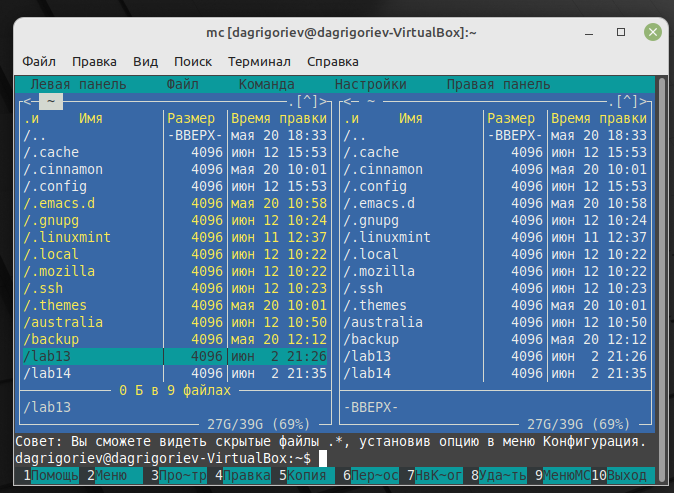 mc [dagrigoriev@dagrigoriev-VirtualBox]:~
Файл Правка Вид Поиск Терминал Справка
Левая панель Файл Команда Настройки Правая панель
<─ ~ ─.[^]> <─ ~ ─.[^]>
.и Имя Размер Время правки .и Имя Размер Время правки
/.. -ВВЕРХ- мая 20 18:33 /.. -ВВЕРХ- мая 20 18:33
/.cache 4096 июн 12 15:53 /.cache 4096 июн 12 15:53
/.cinnamon 4096 мая 20 10:01 /.cinnamon 4096 мая 20 10:01
/.config 4096 июн 12 15:53 /.config 4096 июн 12 15:53
/.emacs.d 4096 мая 20 10:58 /.emacs.d 4096 мая 20 10:58
/.gnupg 4096 июн 12 10:24 /.gnupg 4096 июн 12 10:24
/.linuxmint 4096 июн 11 12:37 /.linuxmint 4096 июн 11 12:37
/.local 4096 июн 12 10:22 /.local 4096 июн 12 10:22
/.mozilla 4096 июн 12 10:22 /.mozilla 4096 июн 12 10:22
/.ssh 4096 июн 12 10:23 /.ssh 4096 июн 12 10:23
/.themes 4096 мая 20 10:01 /.themes 4096 мая 20 10:01
/australia 4096 июн 12 10:50 /australia 4096 июн 12 10:50
/backup 4096 мая 20 12:12 /backup 4096 мая 20 12:12
/lab13 4096 июн 2 21:26 /lab13 4096 июн 2 21:26
/lab14 4096 июн 2 21:35 /lab14 4096 июн 2 21:35
0 Б в 9 файлах
/lab13 -ВВЕРХ-
27G/39G (69%) 27G/39G (69%)
Совет: Вы сможете видеть скрытые файлы .*, установив опцию в меню Конфигурация.
dagrigoriev@dagrigoriev-VirtualBox:~$
1Помощь 2Меню 3Про~тр 4Правка 5Копия 6Пер~ос 7НвК~ог 8Уда~ть 9МенюМС 10Выход